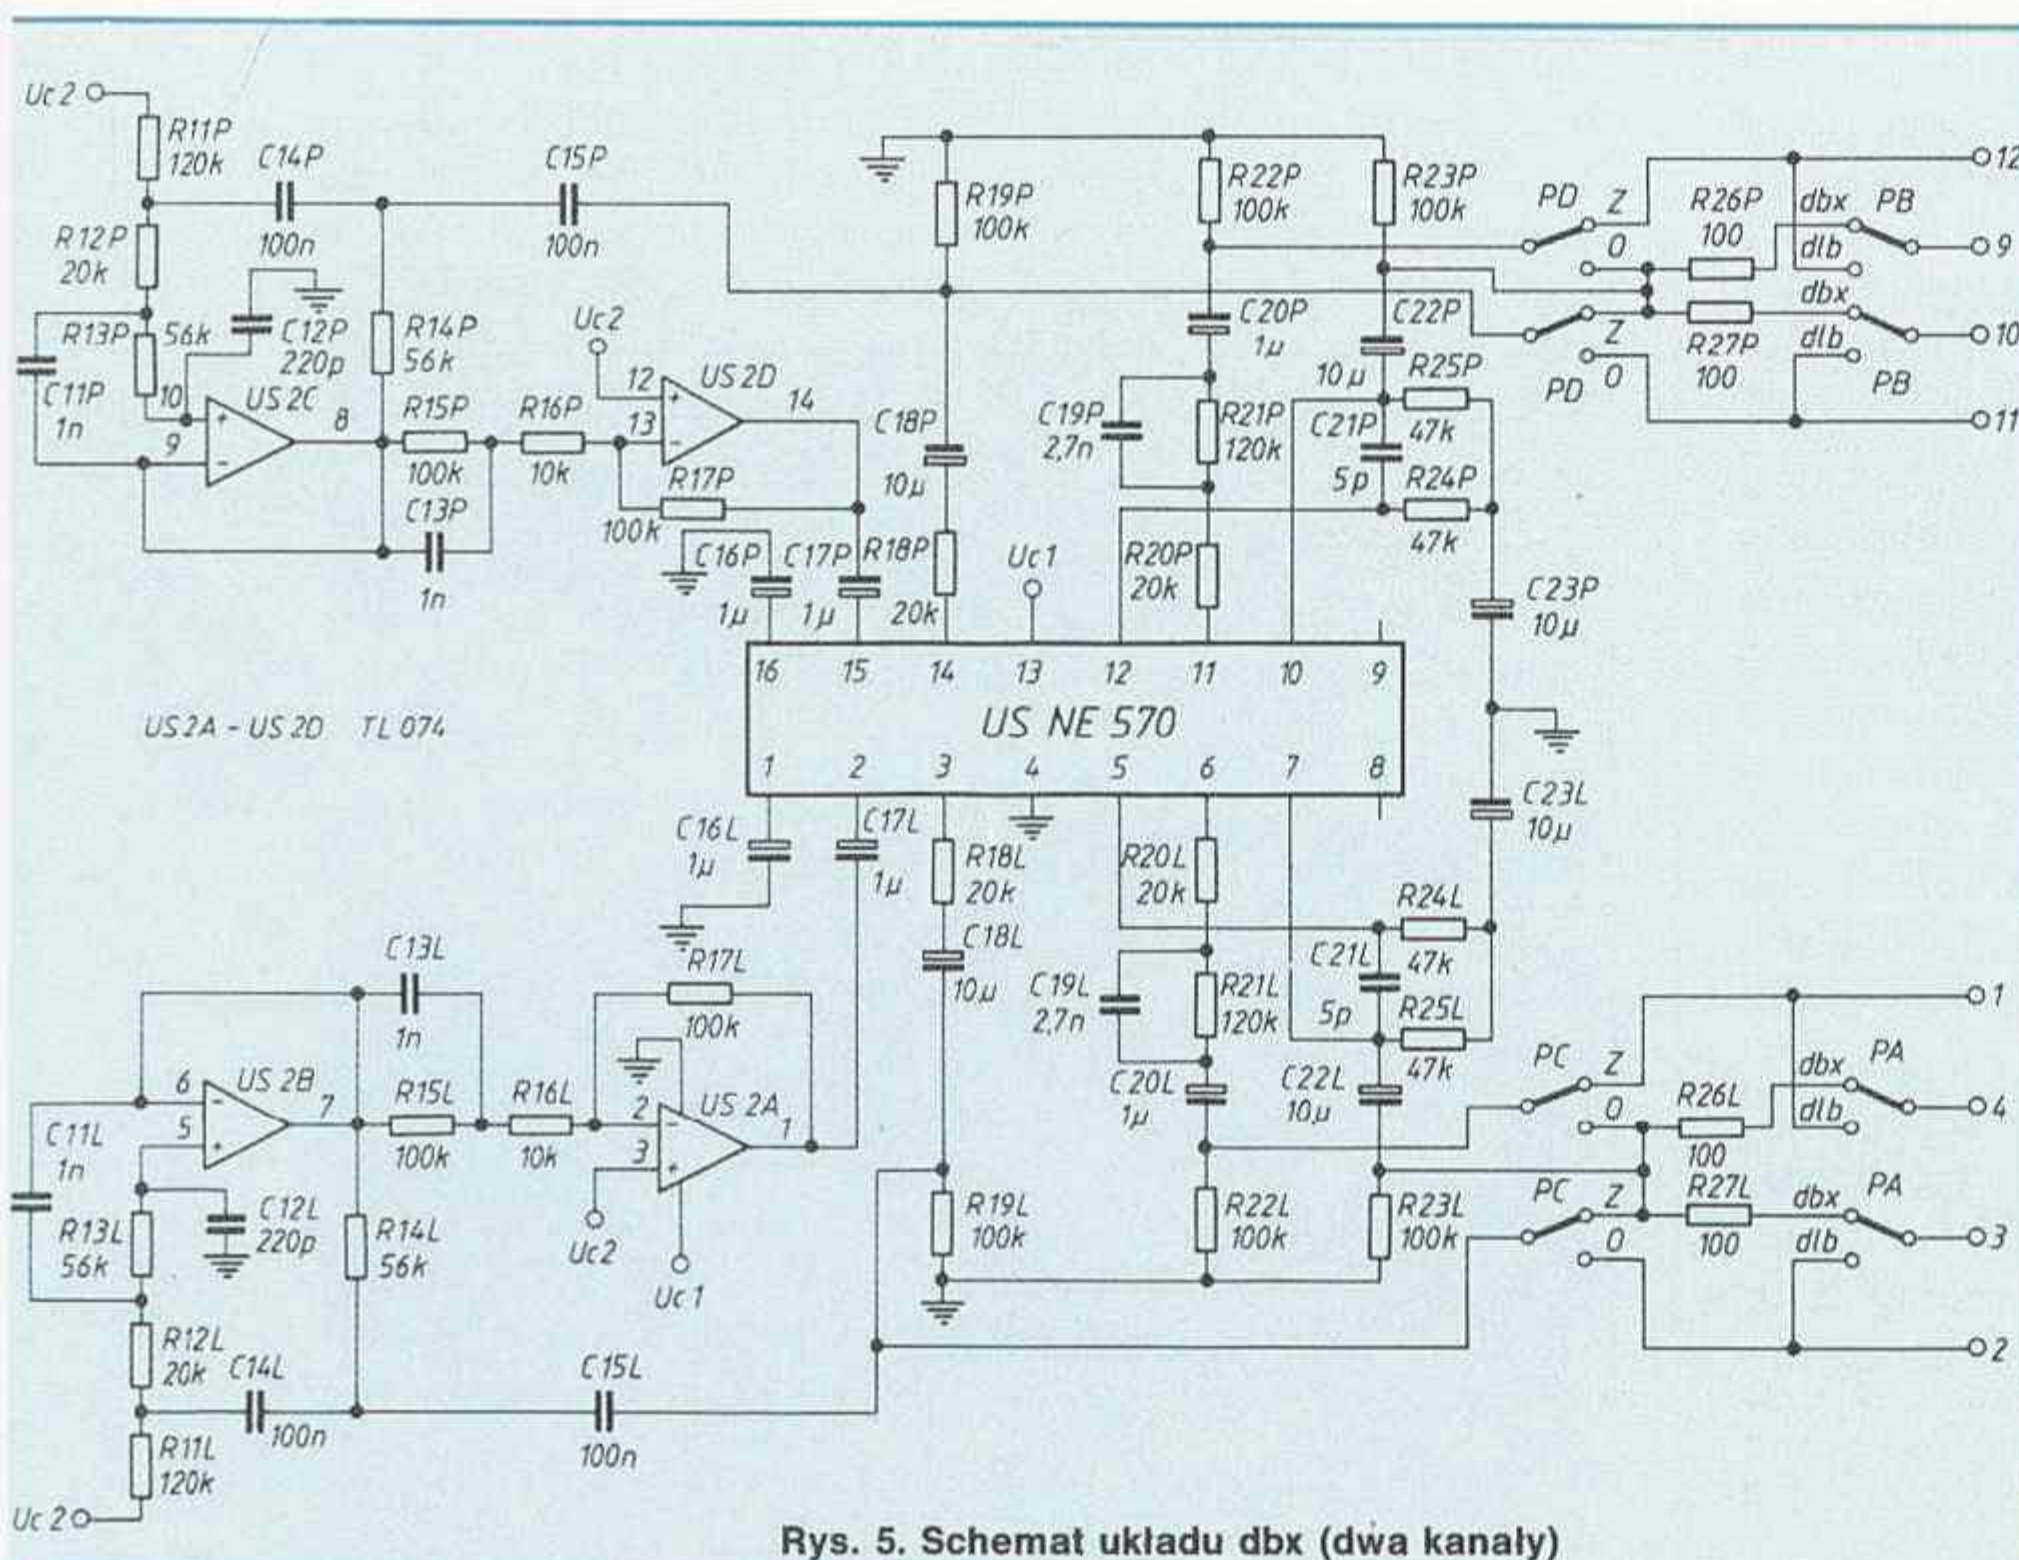 Uc2
R11P
120k
C14P
100n
C15P
100n
R12P
20k
R13P
56k
C12P
220p
C11P
1n
10
9
US2C
8
R14P
56k
R15P
100k
C13P
1n
R16P
10k
Uc2
12
13
US2D
14
R17P
100k
C16P
1µ
C17P
1µ
R18P
20k
C18P
10µ
R19P
100k
Uc1
R22P
100k
R23P
100k
C20P
1µ
C22P
10µ
C19P
2,7n
R21P
120k
R25P
47k
C21P
5p
R24P
47k
R20P
20k
C23P
10µ
PD
Z
O
PD
Z
O
R26P
100
R27P
100
dbx
PB
dlb
dbx
dlb
PB
12
9
10
11
US2A - US2D TL074
16 15 14 13 12 11 10 9
US NE 570
1 2 3 4 5 6 7 8
C16L
1µ
C17L
1µ
R18L
20k
C18L
10µ
R20L
20k
C23L
10µ
R24L
47k
C21L
5p
R25L
47k
C19L
2,7n
R21L
120k
C20L
1µ
C22L
10µ
C13L
1n
R17L
100k
6
5
US2B
7
R15L
100k
R16L
10k
2
3
US2A
1
Uc2
Uc1
C11L
1n
R13L
56k
C12L
220p
R14L
56k
R12L
20k
C14L
100n
C15L
100n
R11L
120k
Uc2
R19L
100k
R22L
100k
R23L
100k
PC
Z
O
PC
Z
O
R26L
100
R27L
100
dbx
PA
dlb
dbx
PA
dlb
1
4
3
2
Rys. 5. Schemat układu dbx (dwa kanały)